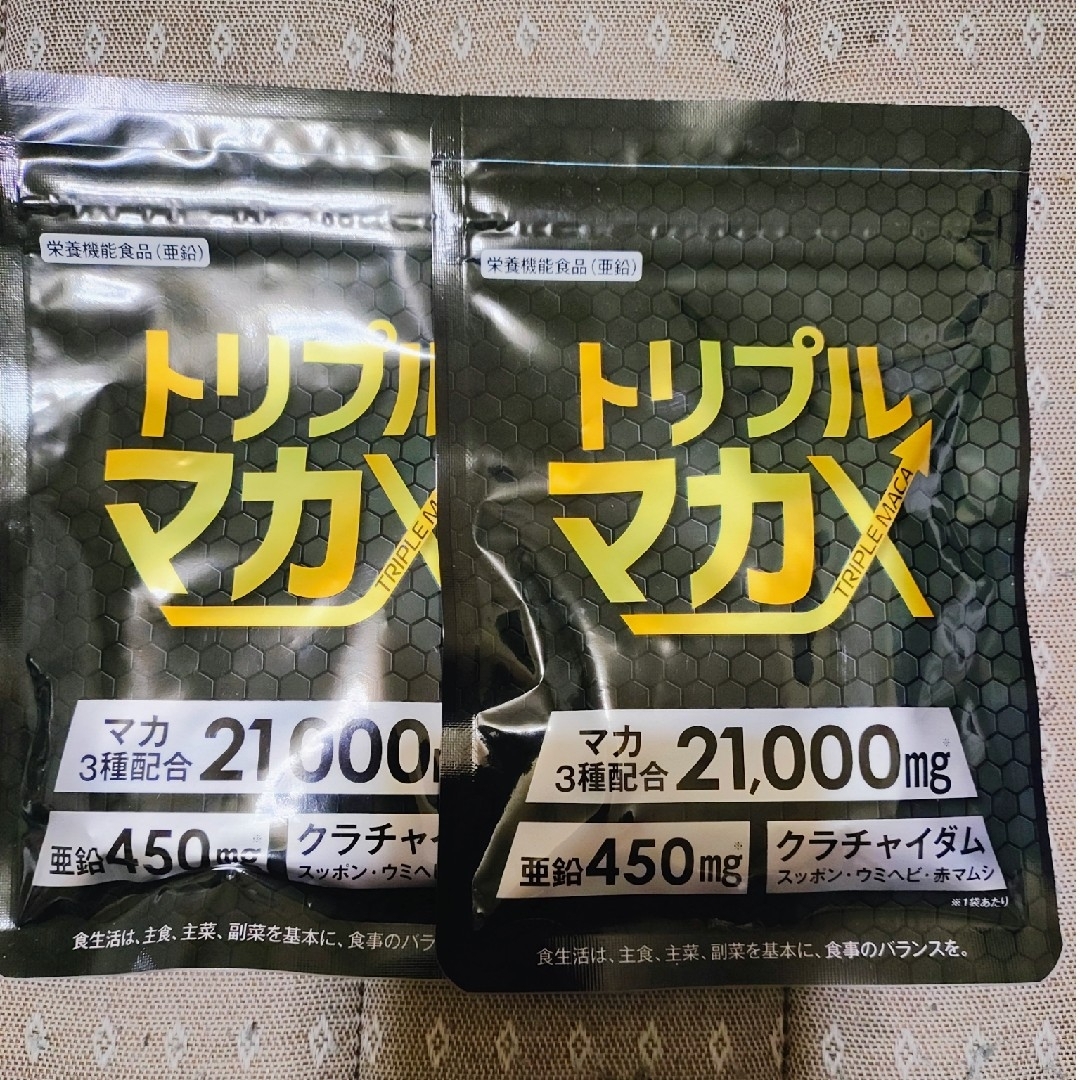 栄養機能食品(亜鉛)
トリプル
マカX
TRIPLE M
マカ
3種配合
21,000
亜鉛450mg
※
クラチャイ
スッポン・ウミヘビ
食生活は、主食、主菜、副菜を基本に、食事のバラ
栄養機能食品(亜鉛)
トリプル
マカX
TRIPLE MACA
マカ
3種配合
21,000mg
※
亜鉛450mg
※
クラチャイダム
スッポン・ウミヘビ・赤マムシ
※1袋あたり
食生活は、主食、主菜、副菜を基本に、食事のバランスを。